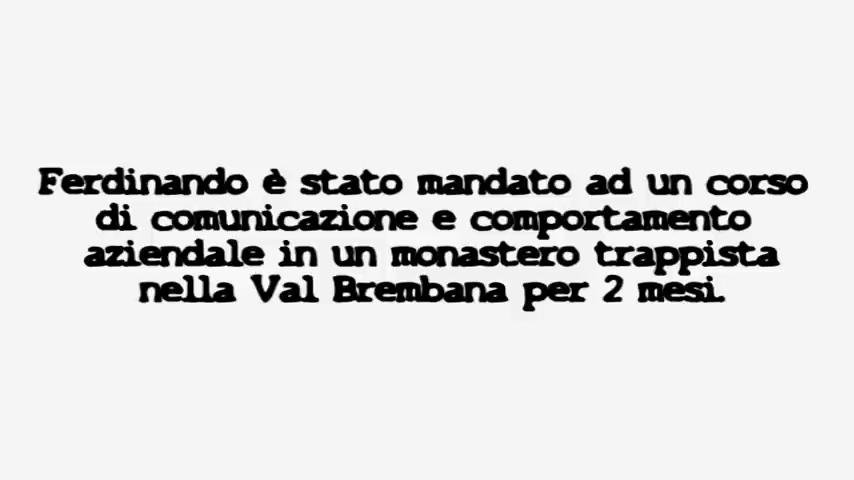 Ferdinando è stato mandato ad un corso
di comunicazione e comportamento
aziendale in un monastero trappista
nella Val Brembana per 2 mesi.